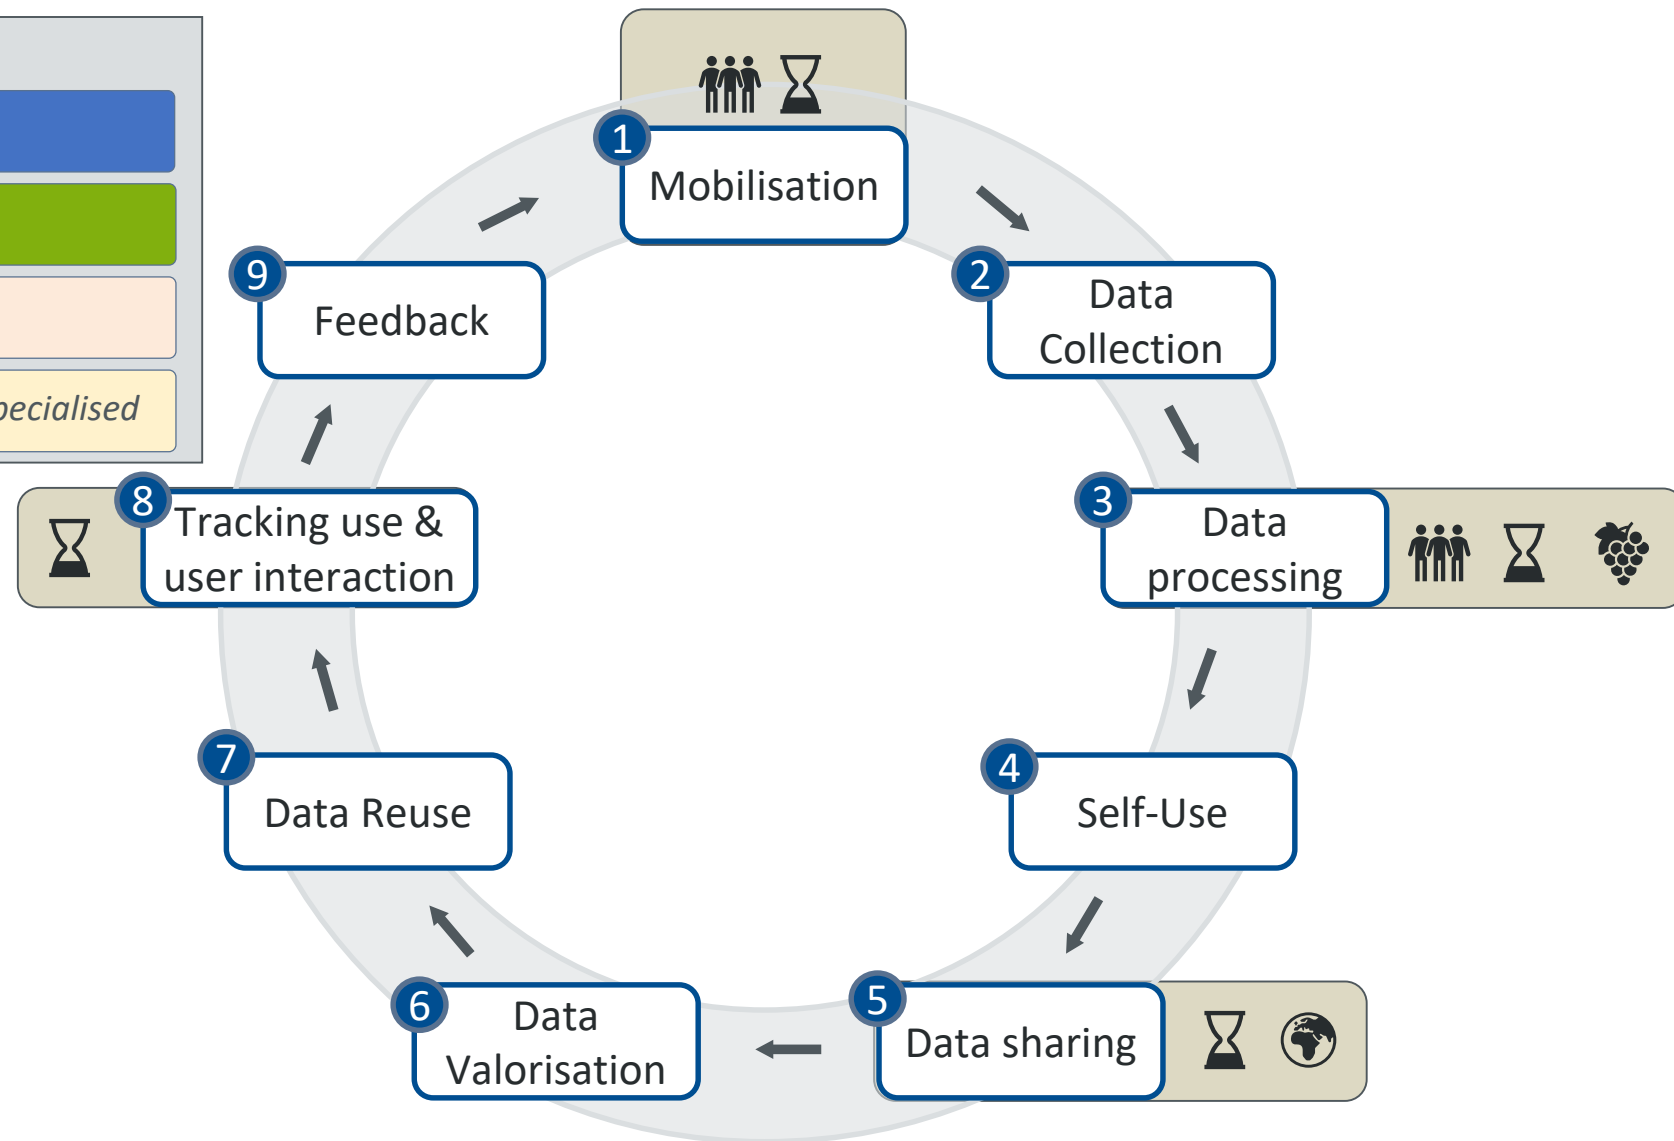 1
Mobilisation
2
Data
Collection
3
Data
processing
4
Self-Use
5
Data sharing
6
Data
Valorisation
7
Data Reuse
8
Tracking use &
user interaction
9
Feedback